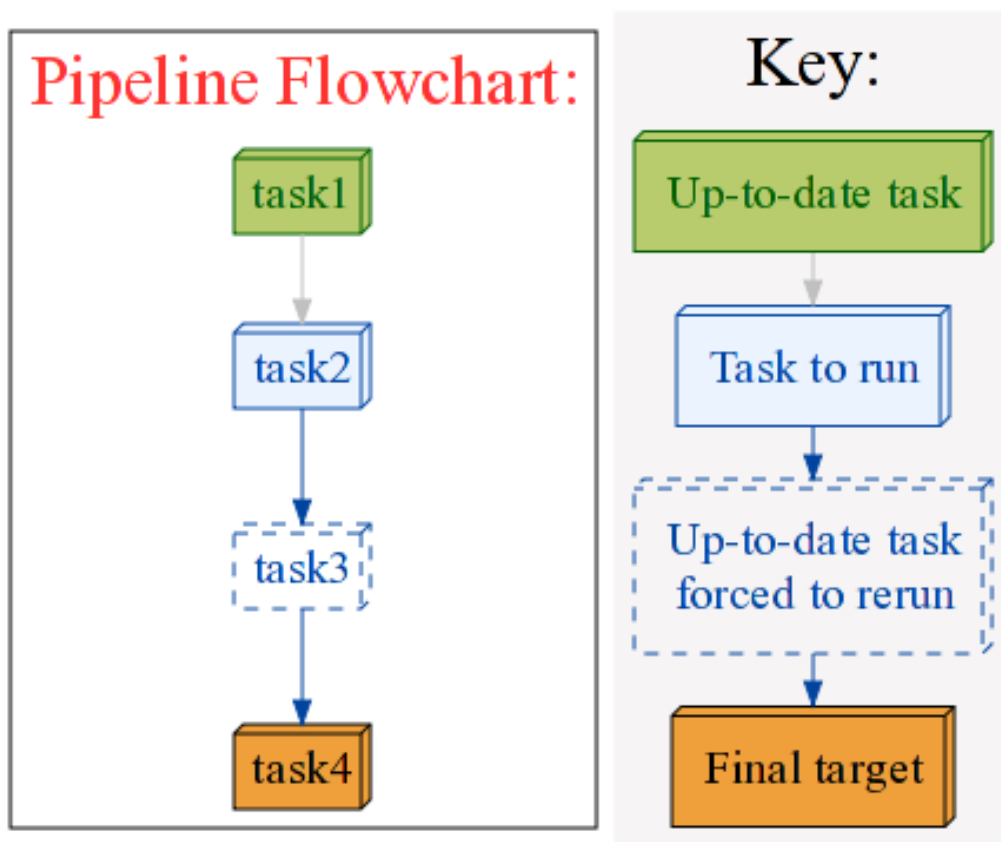 Pipeline Flowchart:
task1
task2
task3
task4
Key:
Up-to-date task
Task to run
Up-to-date task
forced to rerun
Final target